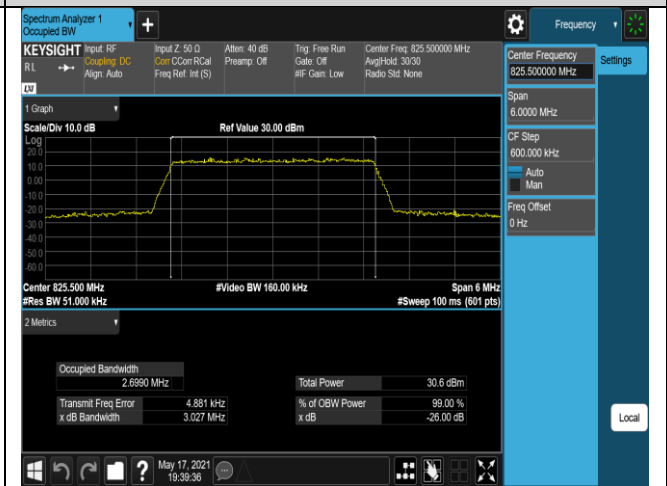 Spectrum Analyzer 1
Occupied BW
+
Frequency
KEYSIGHT
RL
LXI
Input: RF
Coupling: DC
Align: Auto
Input Z: 50 Ω
Corr CCorr RCal
Freq Ref: Int (S)
Atten: 40 dB
Preamp: Off
Trig: Free Run
Gate: Off
#IF Gain: Low
Center Freq: 825.500000 MHz
Avg|Hold: 30/30
Radio Std: None
Center Frequency
825.500000 MHz
Settings
Span
6.0000 MHz
CF Step
600.000 kHz
Auto
Man
Freq Offset
0 Hz
1 Graph
Scale/Div 10.0 dB
Ref Value 30.00 dBm
Log
20.0
10.0
0.00
-10.0
-20.0
-30.0
-40.0
-50.0
-60.0
Center 825.500 MHz
#Video BW 160.00 kHz
Span 6 MHz
#Res BW 51.000 kHz
#Sweep 100 ms (601 pts)
2 Metrics
Occupied Bandwidth
2.6990 MHz
Total Power 30.6 dBm
Transmit Freq Error 4.881 kHz
% of OBW Power 99.00 %
x dB Bandwidth 3.027 MHz
x dB -26.00 dB
Local
?
May 17, 2021
19:39:36